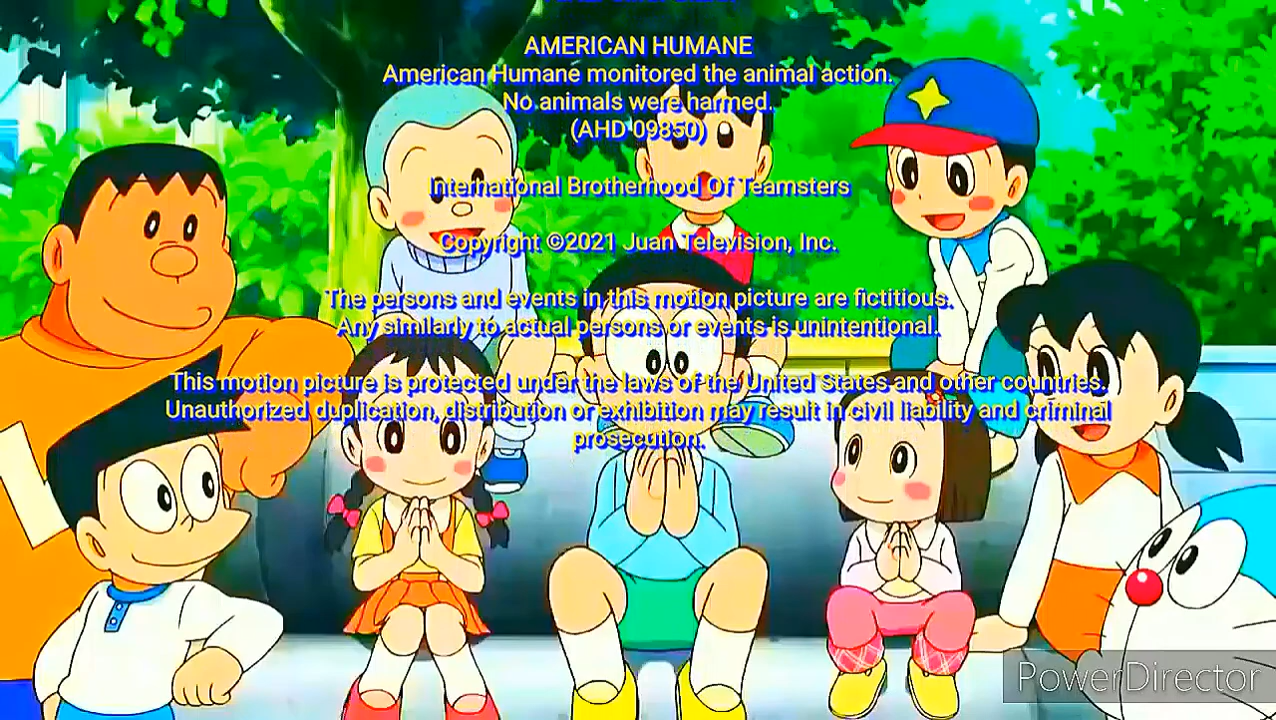 AMERICAN HUMANE
American Humane monitored the animal action.
No animals were harmed.
(AHD 09850)
International Brotherhood Of Teamsters
Copyright ©2021 Juan Television, Inc.
The persons and events in this motion picture are fictitious.
Any similarly to actual persons or events is unintentional.
This motion picture is protected under the laws of the United States and other countries.
Unauthorized duplication, distribution or exhibition may result in civil liability and criminal
prosecution.
PowerDirector